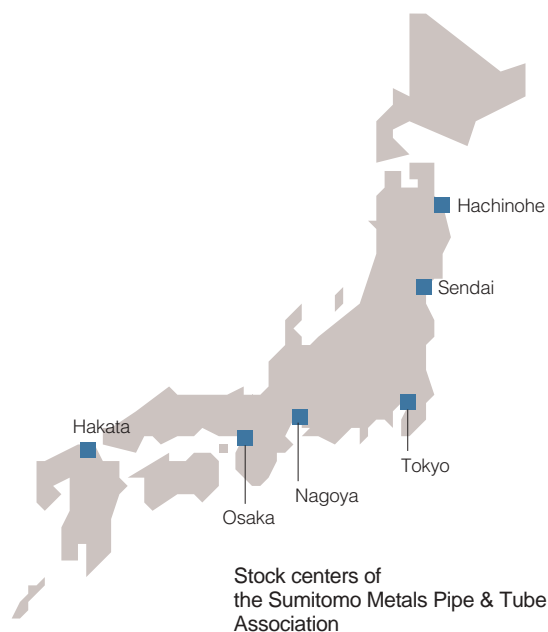 Hachinohe
Sendai
Hakata
Tokyo
Nagoya
Osaka
Stock centers of
the Sumitomo Metals Pipe & Tube
Association